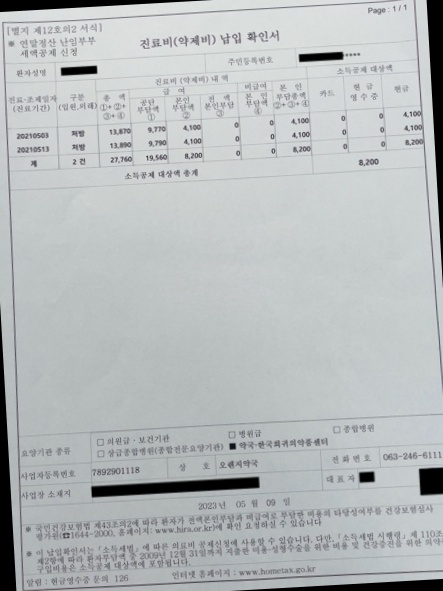 Page : 1 / 1
[별지 제12호의2 서식]
※ 연말정산 난임부부
세액공제 신청
진료비(약제비) 납입 확인서
환자성명
주민등록번호
****
진료비 (약제비) 내 역
소득공제 대상액
진료·조제일자
(진료기간)
구분
(입원,외래)
총 액
①+②+
③+④
급 여
공단
부담액
①
본인
부담액
②
전 액
본인부담
③
비급여
본 인
부담액
④
본 인
부담총액
②+③+④
카드
현 금
영 수 증
현금
20210503 처방 13,870 9,770 4,100 0 0 4,100 0 0 4,100
20210513 처방 13,890 9,790 4,100 0 0 4,100 0 0 4,100
계 2 건 27,760 19,560 8,200 0 0 8,200 0 0 8,200
소득공제 대상액 총계 8,200
요양기관 종류
□ 의원급·보건기관 □ 병원급 □ 종합병원
□ 상급종합병원(종합전문요양기관) ■ 약국·한국희귀의약품센터
사업자등록번호 7892901118 상 호 오렌지약국 전 화 번 호 063-246-6111
사업장 소재지 대 표 자
2023 년 05 월 09 일
※ 국민건강보험법 제43조의2에 따라 환자가 전액본인부담과 비급여로 부담한 비용의 타당성여부를 건강보험심사
평가원(☎1644-2000, 홈페이지: www.hira.or.kr)에 확인 요청하실 수 있습니다
※ 이 납입확인서는 「소득세법」에 따른 의료비 공제신청에 사용할 수 있습니다. 다만, 「소득세법 시행령」 제 110조
제2항에 따라 환자부담액 중 2009년 12월 31일까지 지출한 미용·성형수술을 위한 비용 및 건강증진을 위한 의약품
구입비용은 소득공제 대상액에 포함됩니다.
알림 : 현금영수증 문의 126 인터넷 홈페이지 : www.hometax.go.kr